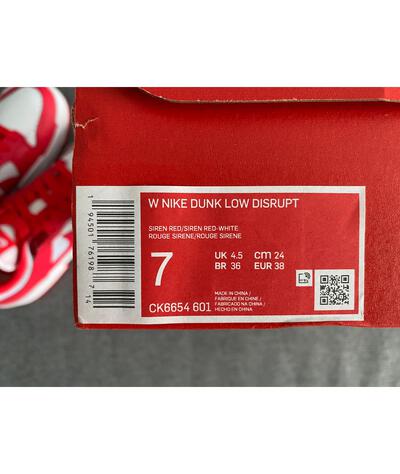 W NIKE DUNK LOW DISRUPT
SIREN RED/SIREN RED-WHITE
ROUGE SIRENE/ROUGE SIRENE
7
UK 4.5 cm 24
BR 36 EUR 38
CK6654 601
MADE IN CHINA /
FABRIQUE EN CHINE /
FABRICADO NA CHINA /
HECHO EN CHINA
1 94501 76198 7 14